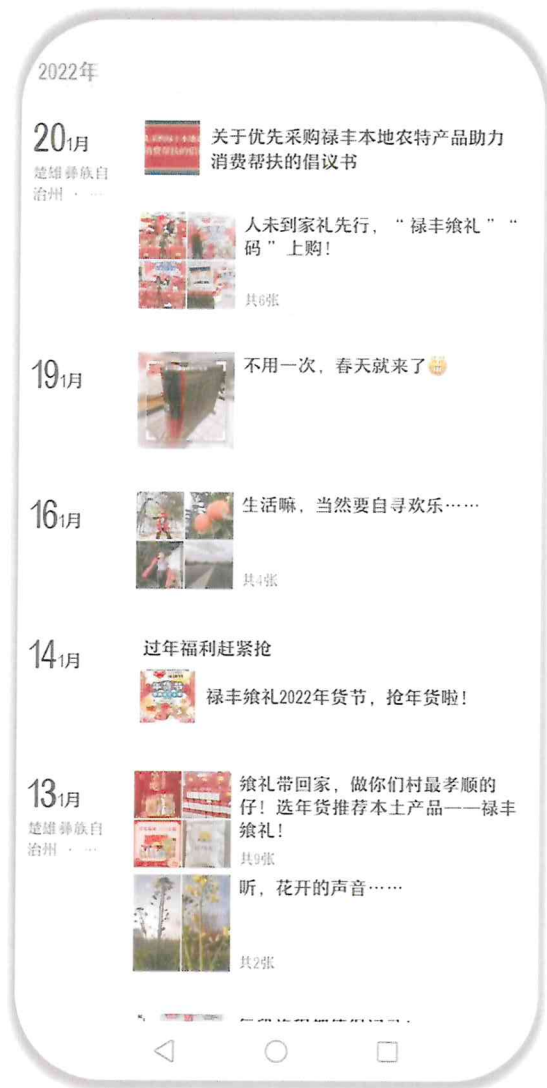 2022年
20 1月
楚雄彝族自
治州 · …
关于优先采购禄丰本地农特产品助力
消费帮扶的倡议书
人未到家礼先行，“禄丰飨礼”“
码”上购！
共6张
19 1月
不用一次，春天就来了😁
16 1月
生活嘛，当然要自寻欢乐……
共4张
14 1月
过年福利赶紧抢
禄丰飨礼2022年货节，抢年货啦！
13 1月
楚雄彝族自
治州 · …
飨礼带回家，做你们村最孝顺的
仔！选年货推荐本土产品——禄丰
飨礼！
共9张
听，花开的声音……
共2张